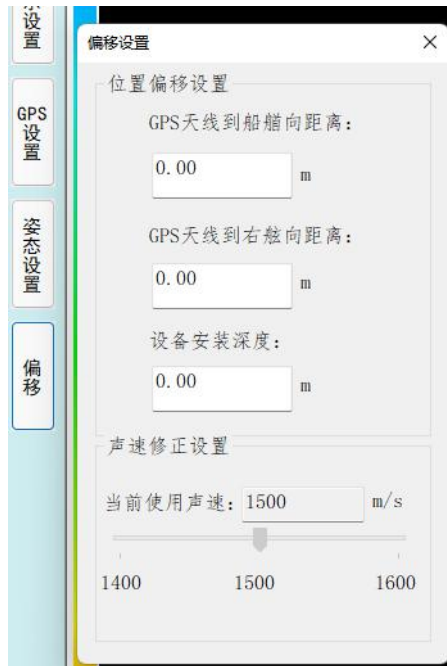 设置
GPS设置
姿态设置
偏移
偏移设置
位置偏移设置
GPS天线到船艏向距离:
0.00 m
GPS天线到右舷向距离:
0.00 m
设备安装深度:
0.00 m
声速修正设置
当前使用声速: 1500 m/s
1400 1500 1600